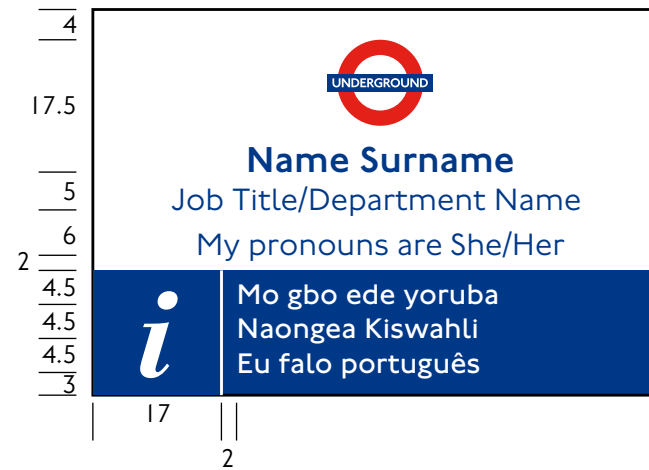 4
17.5
5
6
2
4.5
4.5
4.5
3
17
2
UNDERGROUND
Name Surname
Job Title/Department Name
My pronouns are She/Her
i
Mo gbo ede yoruba
Naongea Kiswahli
Eu falo português